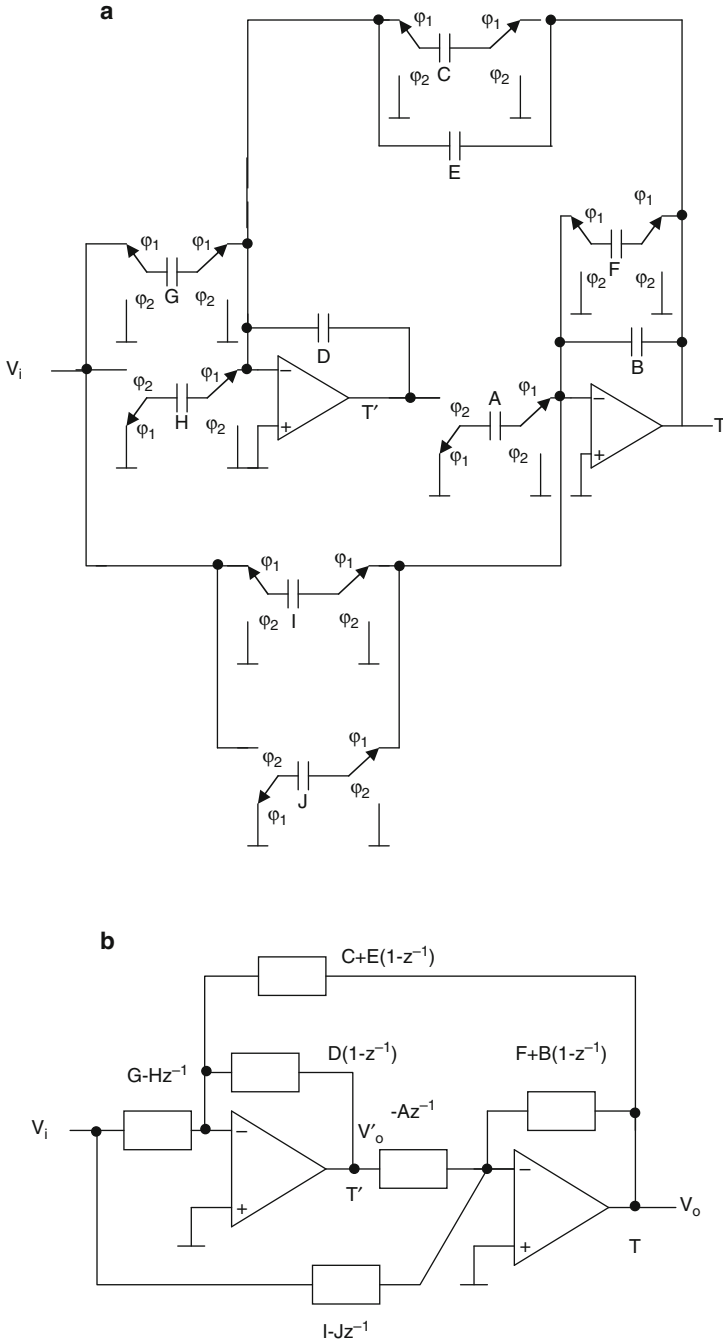 a
φ1 φ1
φ2 C φ2
E
φ1 φ1
φ1 φ1
F
φ2 φ2
φ2 G φ2
D
B
Vi
φ2 φ1
H
φ1 φ2
T′
φ2 A φ1
φ1 φ2
T
φ1 φ1
φ2 I φ2
φ2 φ1
φ1 J φ2
b
C+E(1-z⁻¹)
G-Hz⁻¹ D(1-z⁻¹) F+B(1-z⁻¹)
Vi V′o -Az⁻¹
T′
Vo
T
I-Jz⁻¹
− +
− +
− +
− +